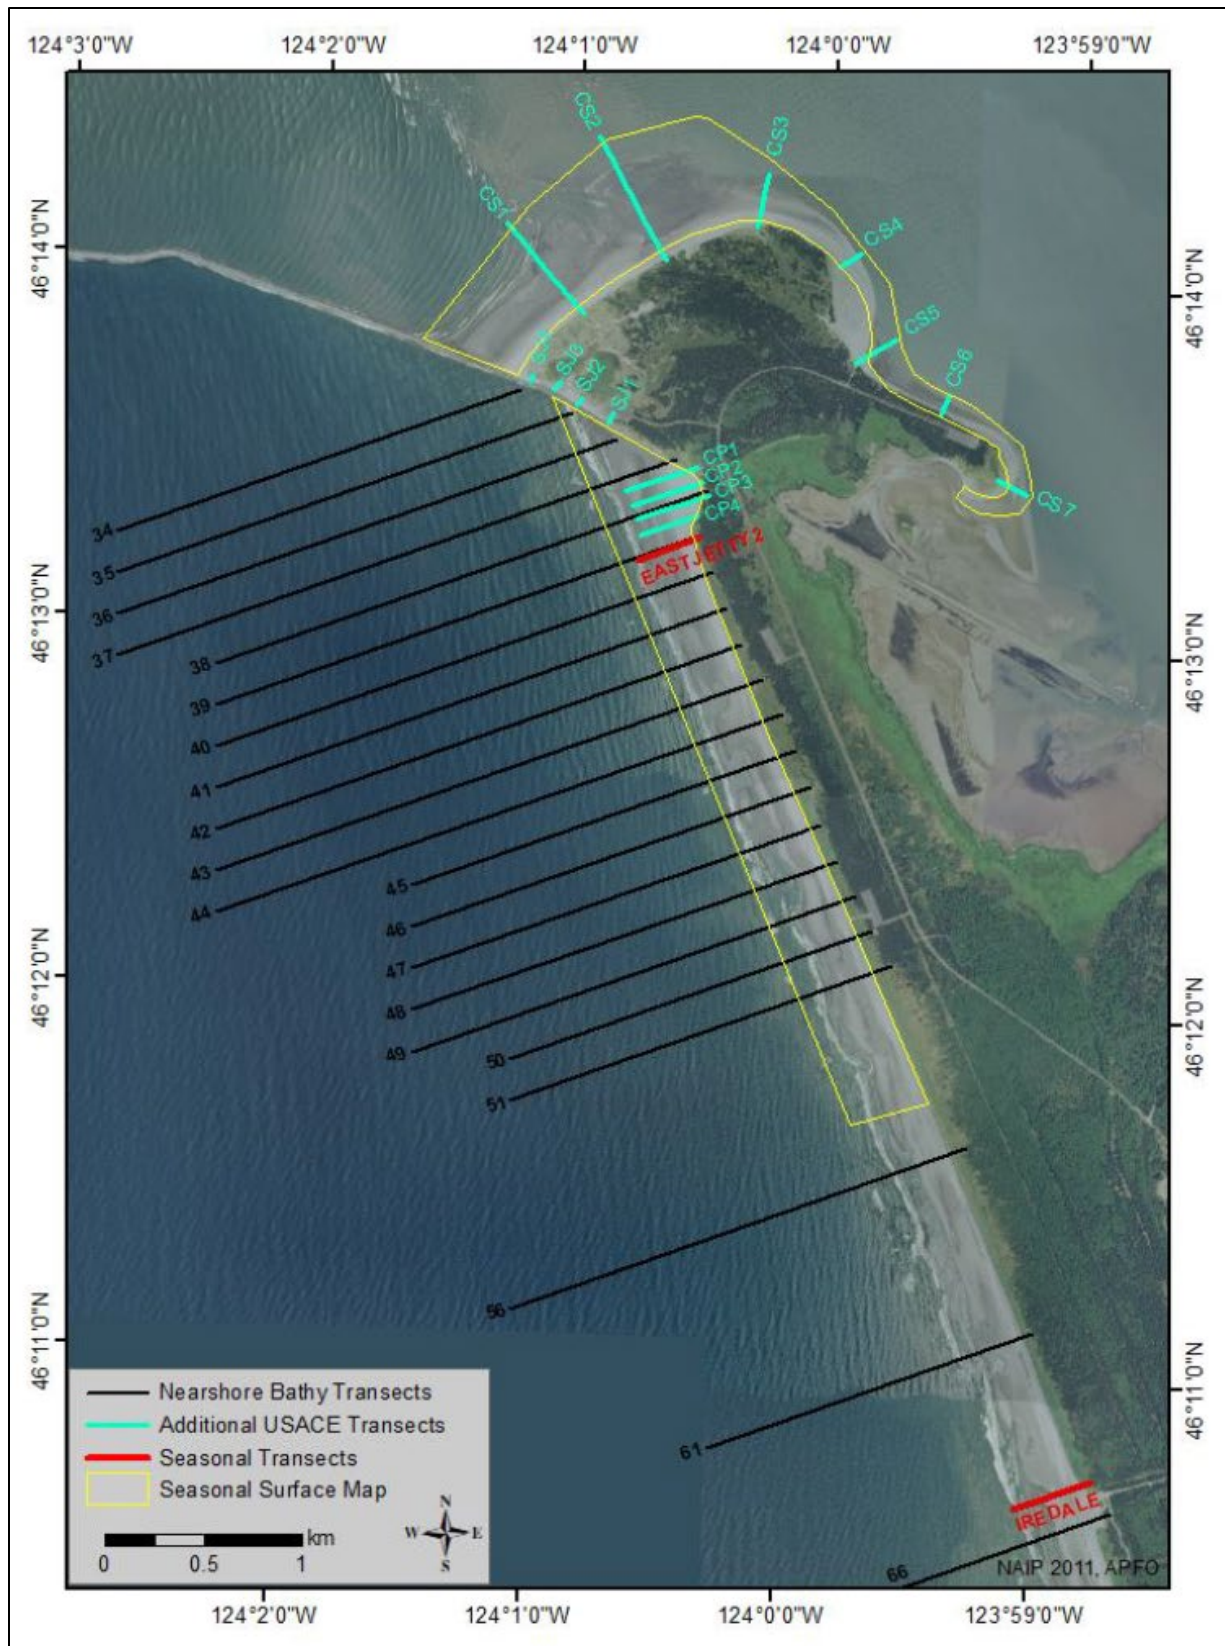 124°3'0"W
124°2'0"W
124°1'0"W
124°0'0"W
123°59'0"W
CS2
CS3
CS1
CS4
46°14'0"N
46°14'0"N
CS5
CS6
SJ3
SJ2
SJ1
CP1
CP2
CP3
CP4
CS7
EASTJETTY2
34
35
36
37
46°13'0"N
46°13'0"N
38
39
40
41
42
43
44
45
46
47
48
49
50
51
46°12'0"N
46°12'0"N
56
46°11'0"N
46°11'0"N
61
IREDALE
66
Nearshore Bathy Transects
Additional USACE Transects
Seasonal Transects
Seasonal Surface Map
N
W E
S
km
0 0.5 1
NAIP 2011, APFO
124°2'0"W
124°1'0"W
124°0'0"W
123°59'0"W